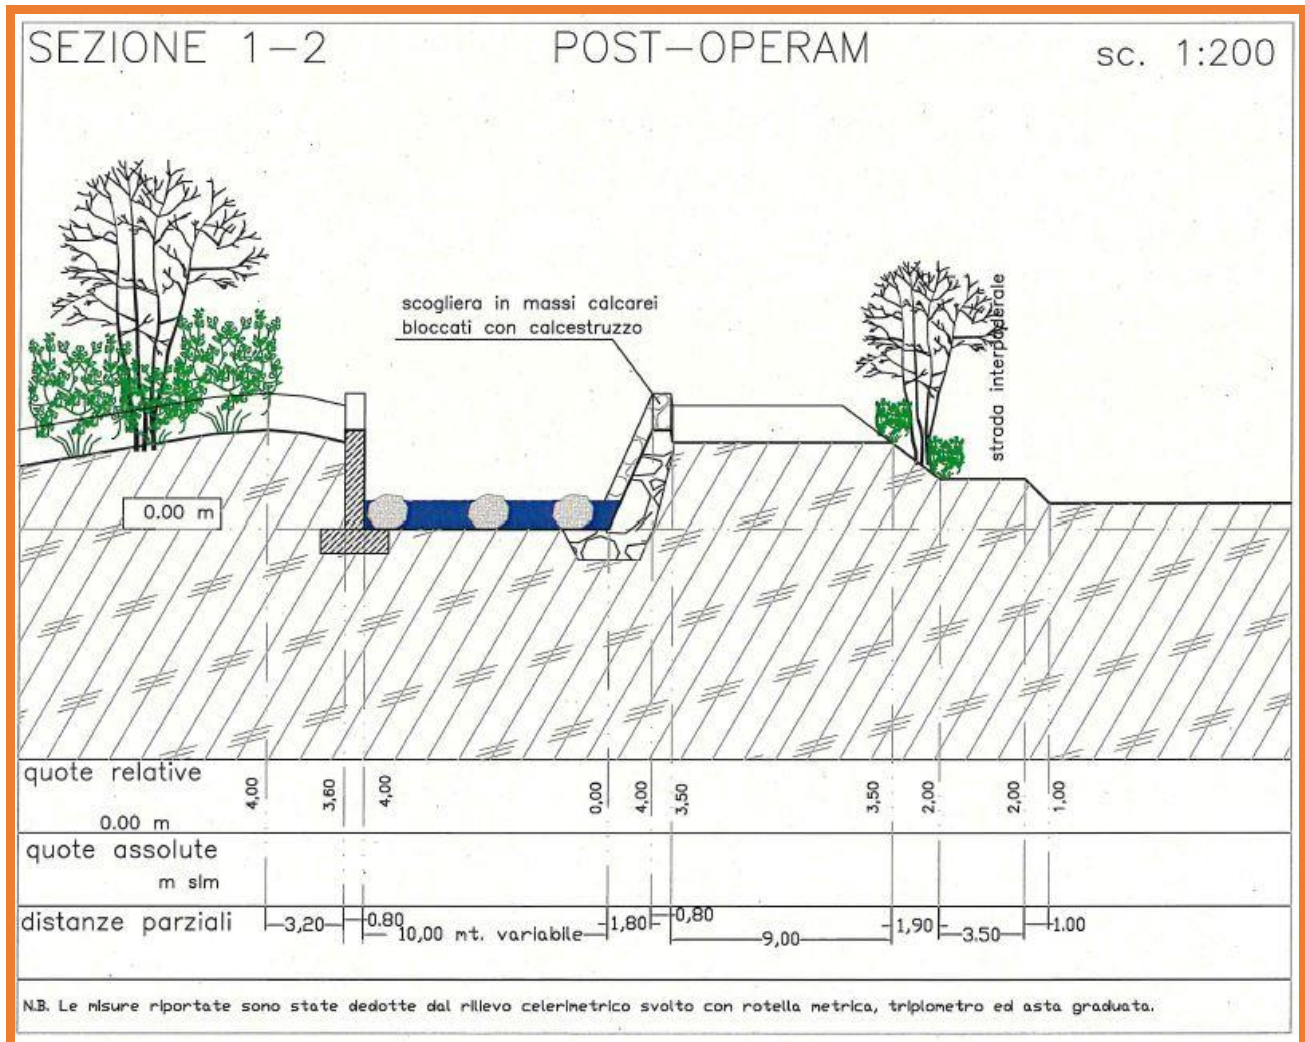 SEZIONE 1-2 POST-OPERAM sc. 1:200
scogliera in massi calcarei
bloccati con calcestruzzo
strada interpoderale
0.00 m
quote relative
4,00 3,60 4,00 0,00 4,00 3,50 3,50 2,00 2,00 1,00
0.00 m
quote assolute
m slm
distanze parziali 3,20 0.80 10,00 mt. variabile 1,80 0,80 9,00 1,90 3.50 1.00
N.B. Le misure riportate sono state dedotte dal rilievo celerimetrico svolto con rotella metrica, triplometro ed asta graduata.